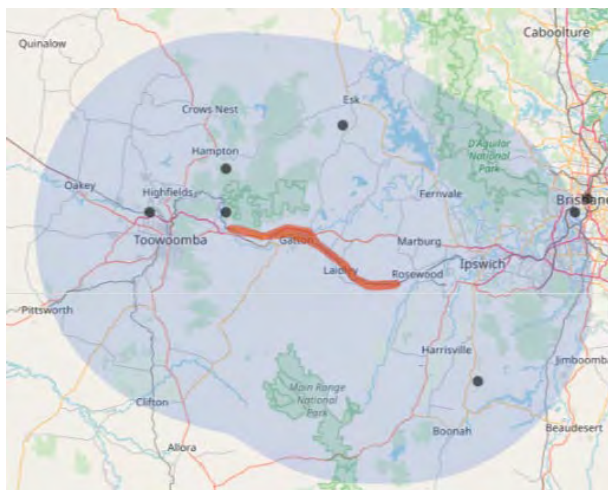 Quinalow
Caboolture
Crows Nest
Esk
Hampton
D'Aguilar
National
Park
Oakey
Highfields
Fernvale
Brisbane
Toowoomba
Gatton
Marburg
Ipswich
Laidley
Rosewood
Pittsworth
Harrisville
Jimboomba
Main Range
National
Park
Clifton
Boonah
Beaudesert
Allora